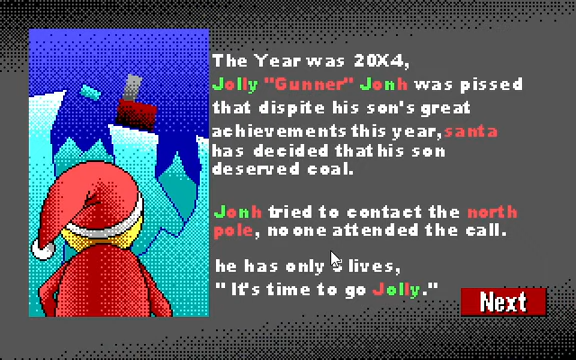 The Year was 20X4,
Jolly "Gunner" Jonh was pissed
that dispite his son's great
achievements this year, santa
has decided that his son
deserved coal.
Jonh tried to contact the north
pole, no one attended the call.
he has only lives,
" It's time to go Jolly."
Next